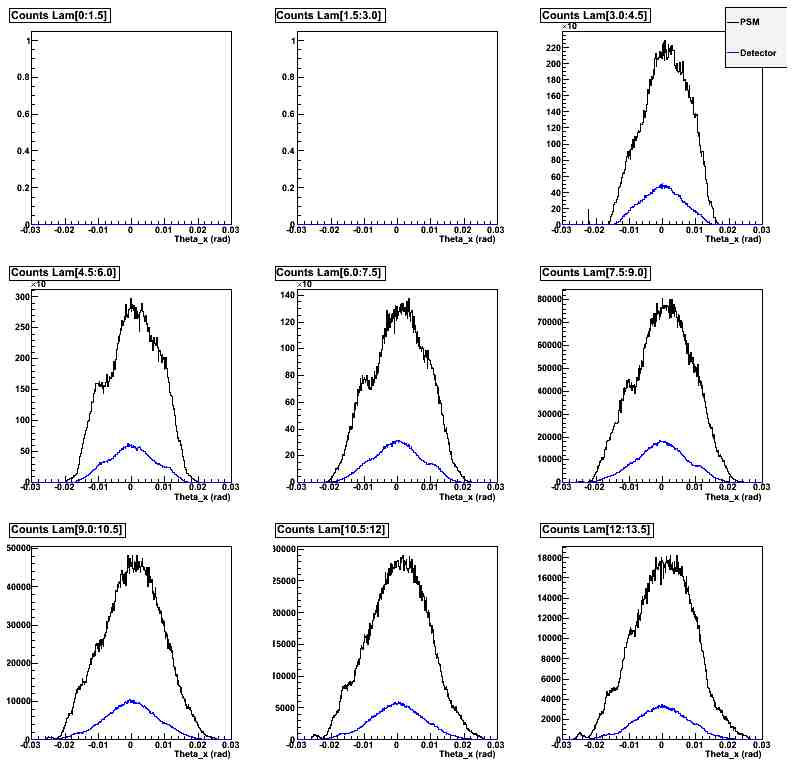 Counts Lam[0:1.5]
1
0.8
0.6
0.4
0.2
0
-0.03 -0.02 -0.01 0 0.01 0.02 0.03
Theta_x (rad)
Counts Lam[1.5:3.0]
1
0.8
0.6
0.4
0.2
0
-0.03 -0.02 -0.01 0 0.01 0.02 0.03
Theta_x (rad)
Counts Lam[3.0:4.5]
×10
PSM
Detector
220
200
180
160
140
120
100
80
60
40
20
0
-0.03 -0.02 -0.01 0 0.01 0.02 0.03
Theta_x (rad)
Counts Lam[4.5:6.0]
×10
300
250
200
150
100
50
0
-0.03 -0.02 -0.01 0 0.01 0.02 0.03
Theta_x (rad)
Counts Lam[6.0:7.5]
×10
140
120
100
80
60
40
20
0
-0.03 -0.02 -0.01 0 0.01 0.02 0.03
Theta_x (rad)
Counts Lam[7.5:9.0]
80000
70000
60000
50000
40000
30000
20000
10000
0
-0.03 -0.02 -0.01 0 0.01 0.02 0.03
Theta_x (rad)
Counts Lam[9.0:10.5]
50000
40000
30000
20000
10000
0
-0.03 -0.02 -0.01 0 0.01 0.02 0.03
Theta_x (rad)
Counts Lam[10.5:12]
30000
25000
20000
15000
10000
5000
0
-0.03 -0.02 -0.01 0 0.01 0.02 0.03
Theta_x (rad)
Counts Lam[12:13.5]
18000
16000
14000
12000
10000
8000
6000
4000
2000
0
-0.03 -0.02 -0.01 0 0.01 0.02 0.03
Theta_x (rad)